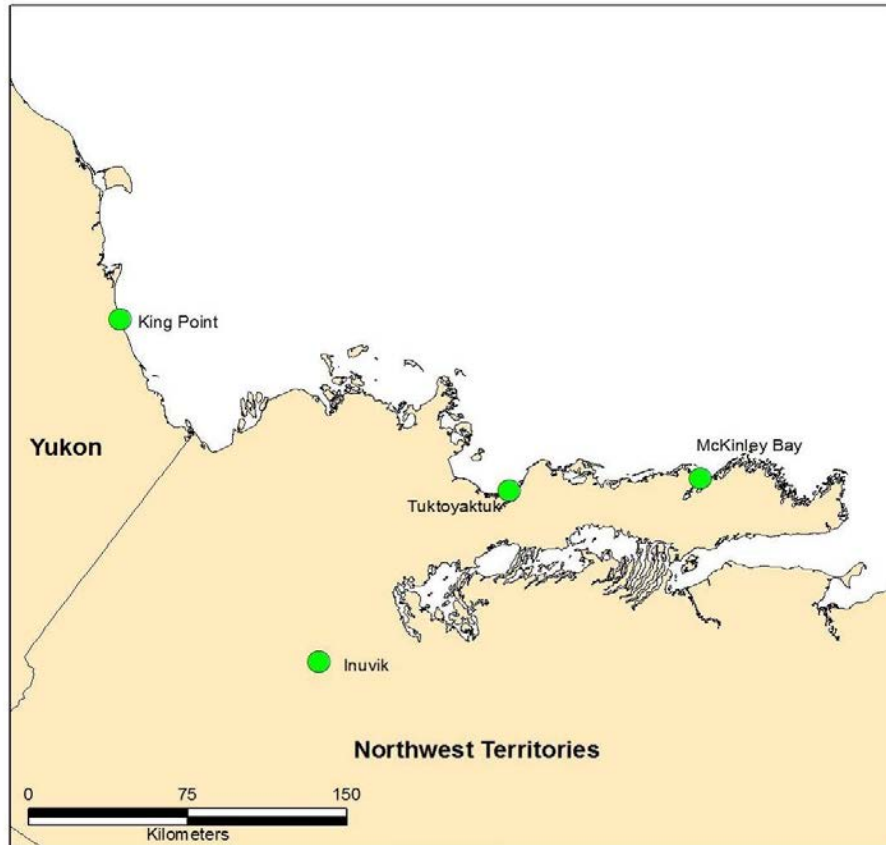 King Point
Yukon
McKinley Bay
Tuktoyaktuk
Inuvik
Northwest Territories
0 75 150
Kilometers